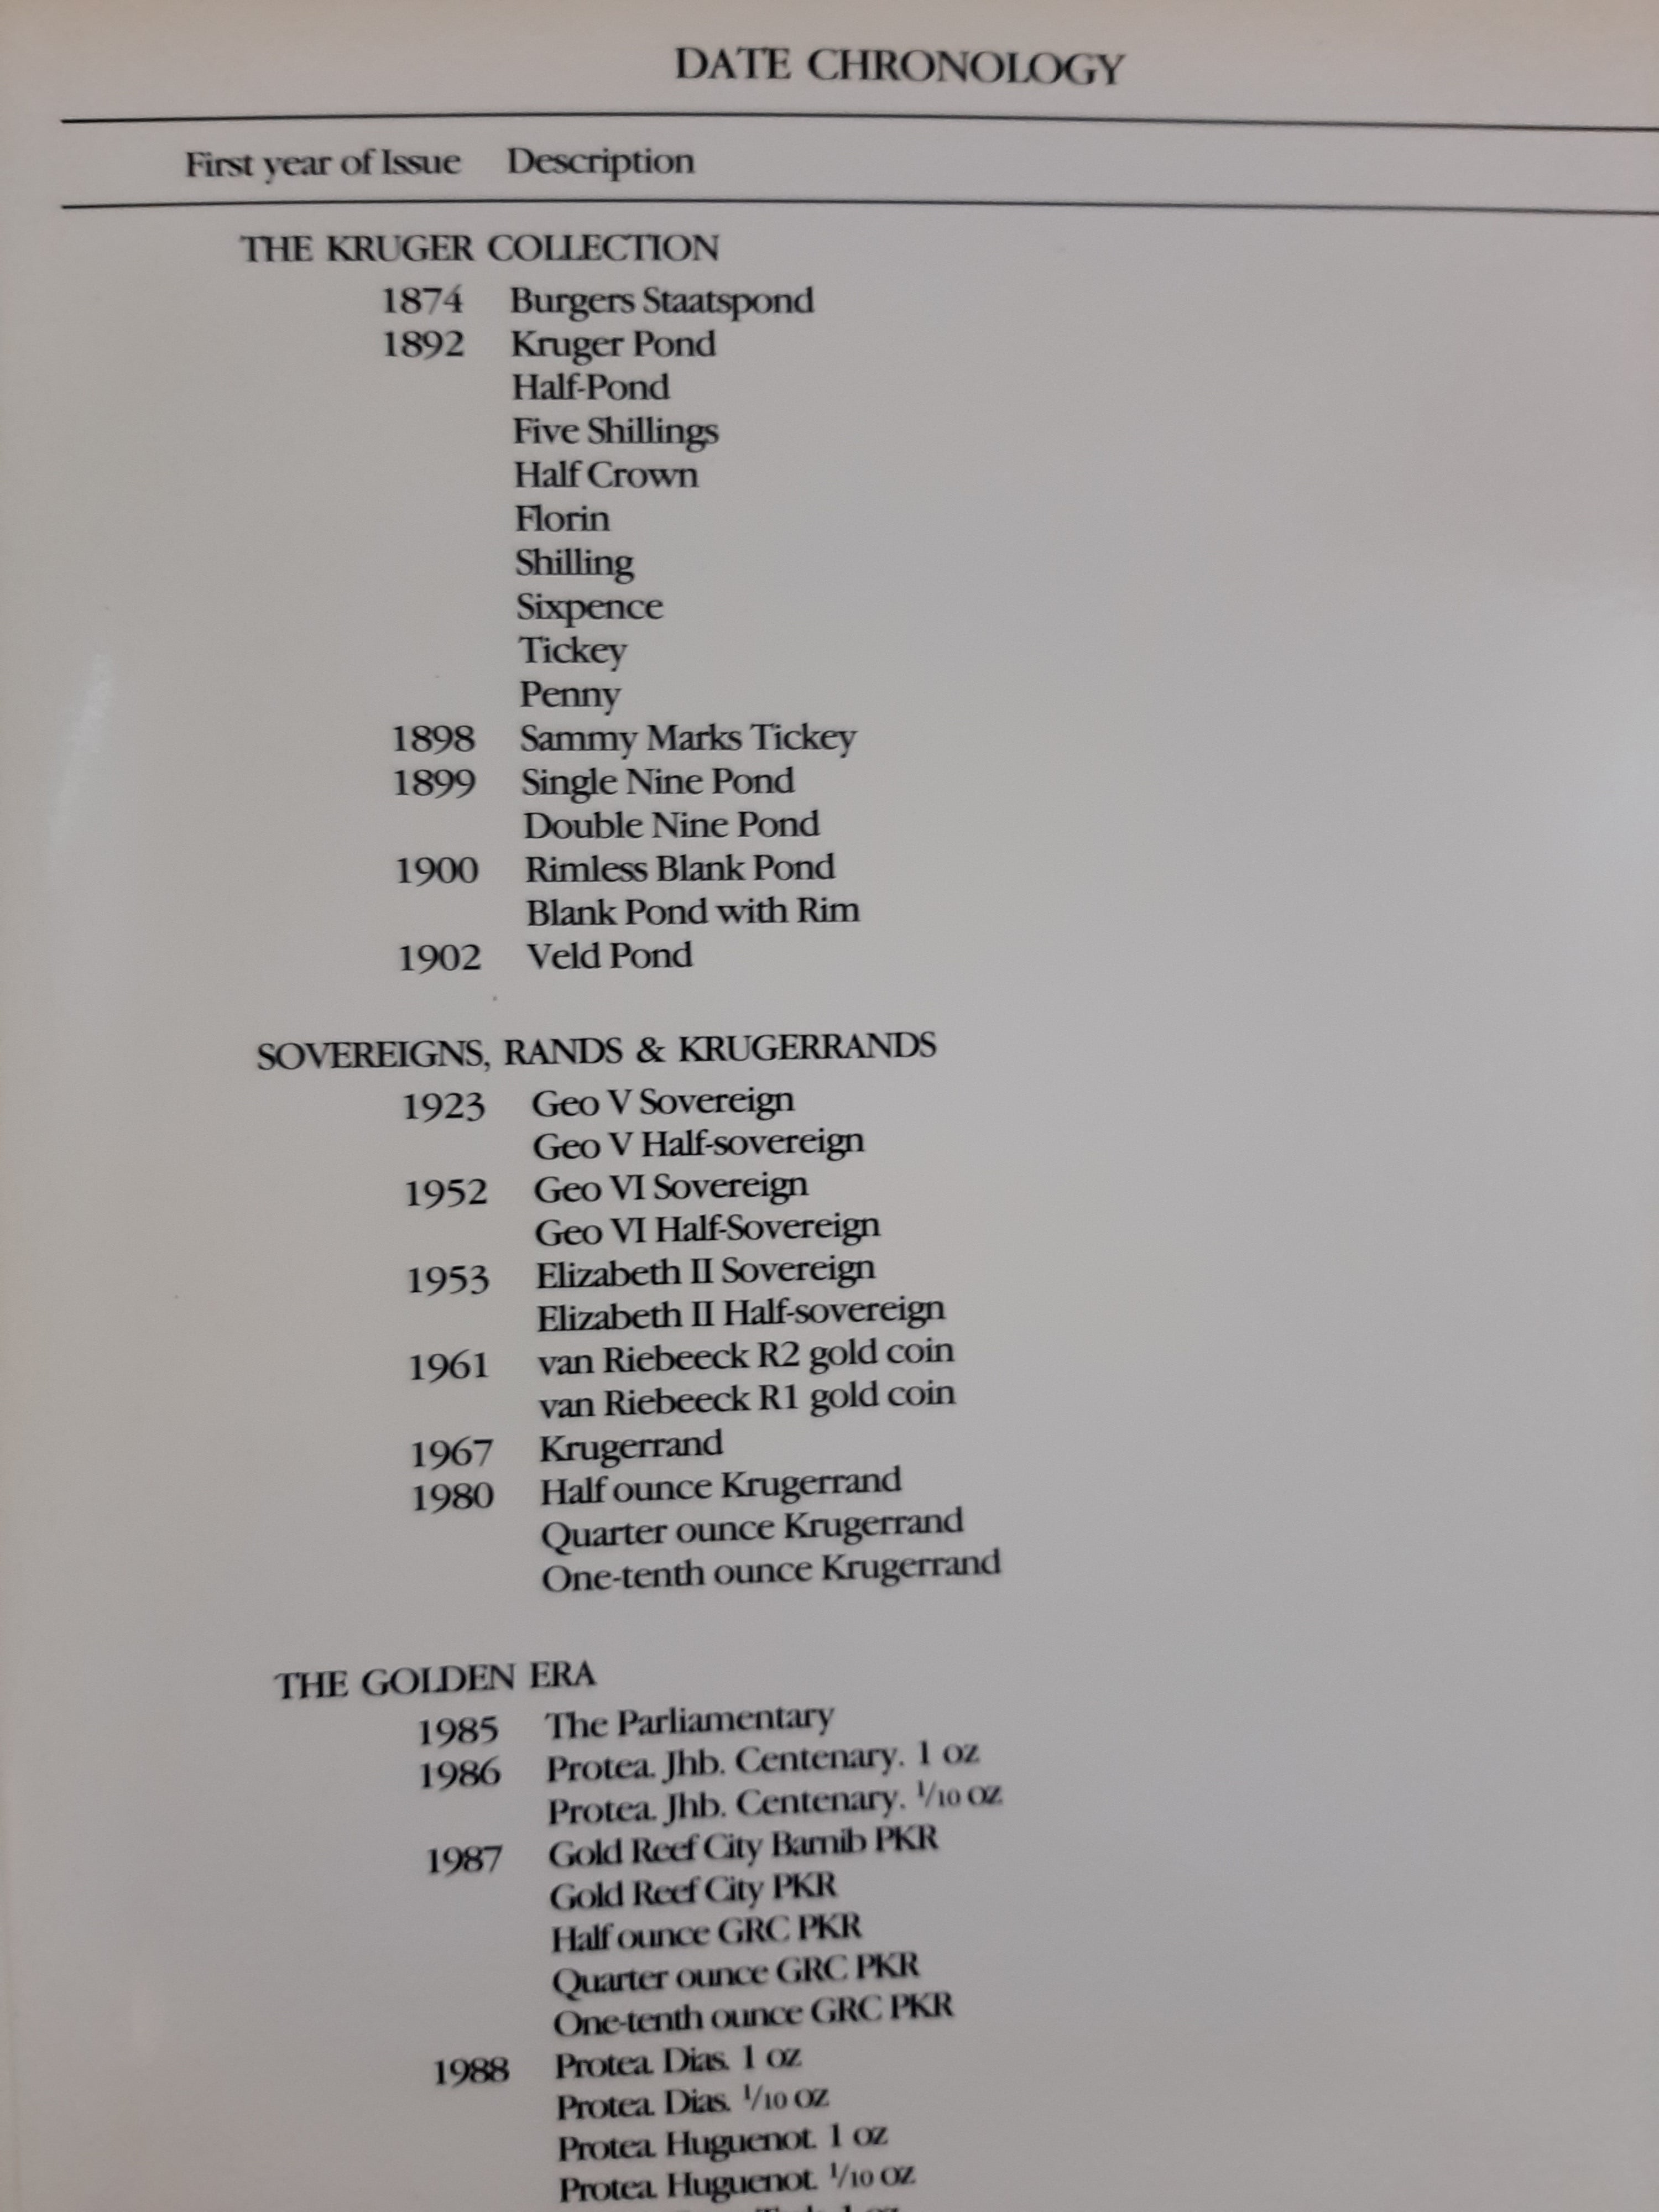 DATE CHRONOLOGY
First year of Issue Description
THE KRUGER COLLECTION
1874 Burgers Staatspond
1892 Kruger Pond
Half-Pond
Five Shillings
Half Crown
Florin
Shilling
Sixpence
Tickey
Penny
1898 Sammy Marks Tickey
1899 Single Nine Pond
Double Nine Pond
1900 Rimless Blank Pond
Blank Pond with Rim
1902 Veld Pond
SOVEREIGNS, RANDS & KRUGERRANDS
1923 Geo V Sovereign
Geo V Half-sovereign
1952 Geo VI Sovereign
Geo VI Half-Sovereign
1953 Elizabeth II Sovereign
Elizabeth II Half-sovereign
1961 van Riebeeck R2 gold coin
van Riebeeck R1 gold coin
1967 Krugerrand
1980 Half ounce Krugerrand
Quarter ounce Krugerrand
One-tenth ounce Krugerrand
THE GOLDEN ERA
1985 The Parliamentary
1986 Protea. Jhb. Centenary. 1 oz
Protea. Jhb. Centenary. 1/10 oz
1987 Gold Reef City Barnib PKR
Gold Reef City PKR
Half ounce GRC PKR
Quarter ounce GRC PKR
One-tenth ounce GRC PKR
1988 Protea. Dias. 1 oz
Protea. Dias. 1/10 oz
Protea. Huguenot. 1 oz
Protea. Huguenot. 1/10 oz